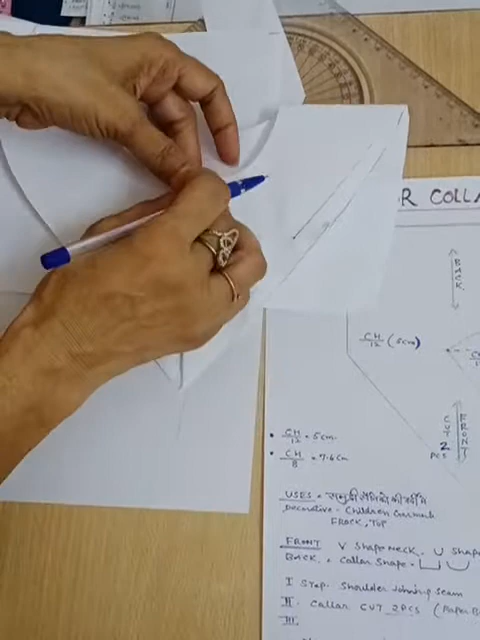 R COLLA
BACK
CH/12 (5cm)
CUT 2 PCS
FRONT
• CH/12 = 5cm
• CH/8 = 7.6cm
USES =
Decorative - Children Garment
FROCK, TOP
FRONT V Shape Neck, U Shape
BACK. Collar Shape =
I Step. Shoulder Joining Seam
II - Collar CUT 2PCS (Paper
III